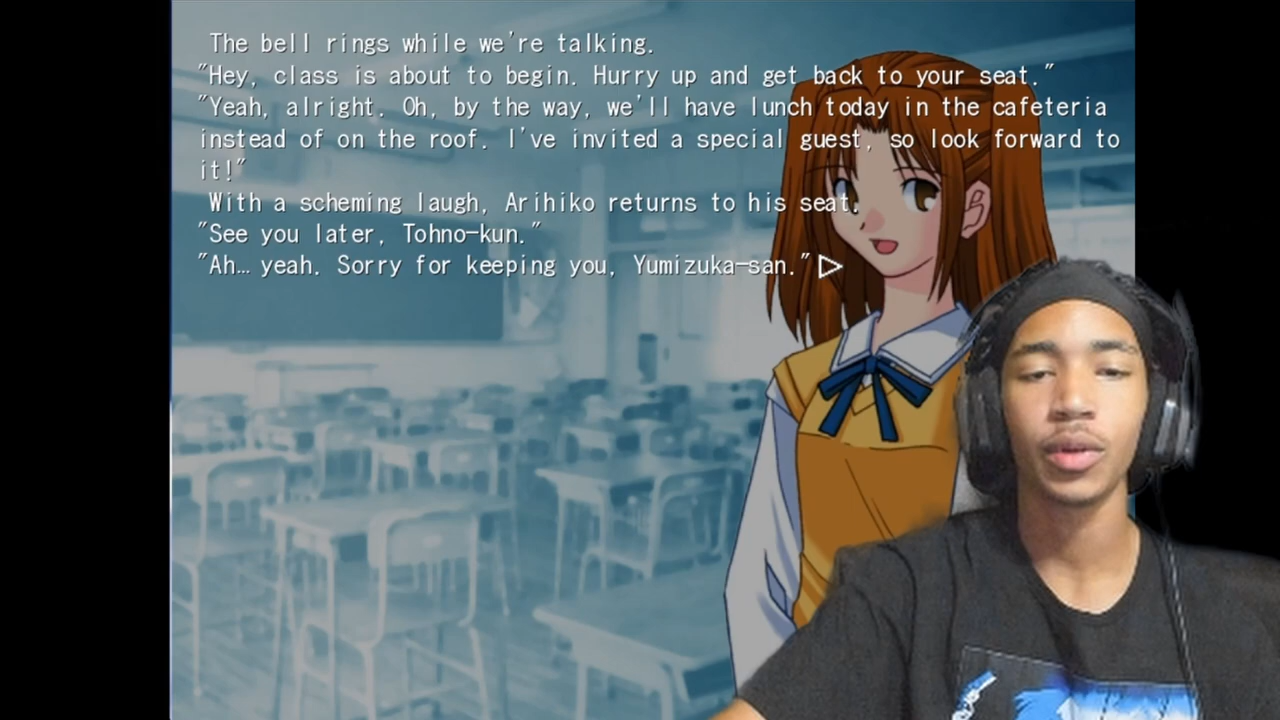 The bell rings while we're talking.
"Hey, class is about to begin. Hurry up and get back to your seat."
"Yeah, alright. Oh, by the way, we'll have lunch today in the cafeteria
instead of on the roof. I've invited a special guest, so look forward to
it!"
With a scheming laugh, Arihiko returns to his seat.
"See you later, Tohno-kun."
"Ah… yeah. Sorry for keeping you, Yumizuka-san."